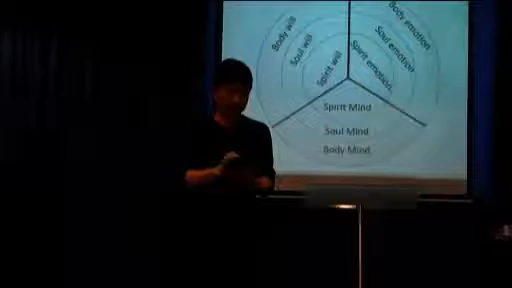 Body will
Soul will
Spirit will
Body emotion
Soul emotion
Spirit emotion
Spirit Mind
Soul Mind
Body Mind